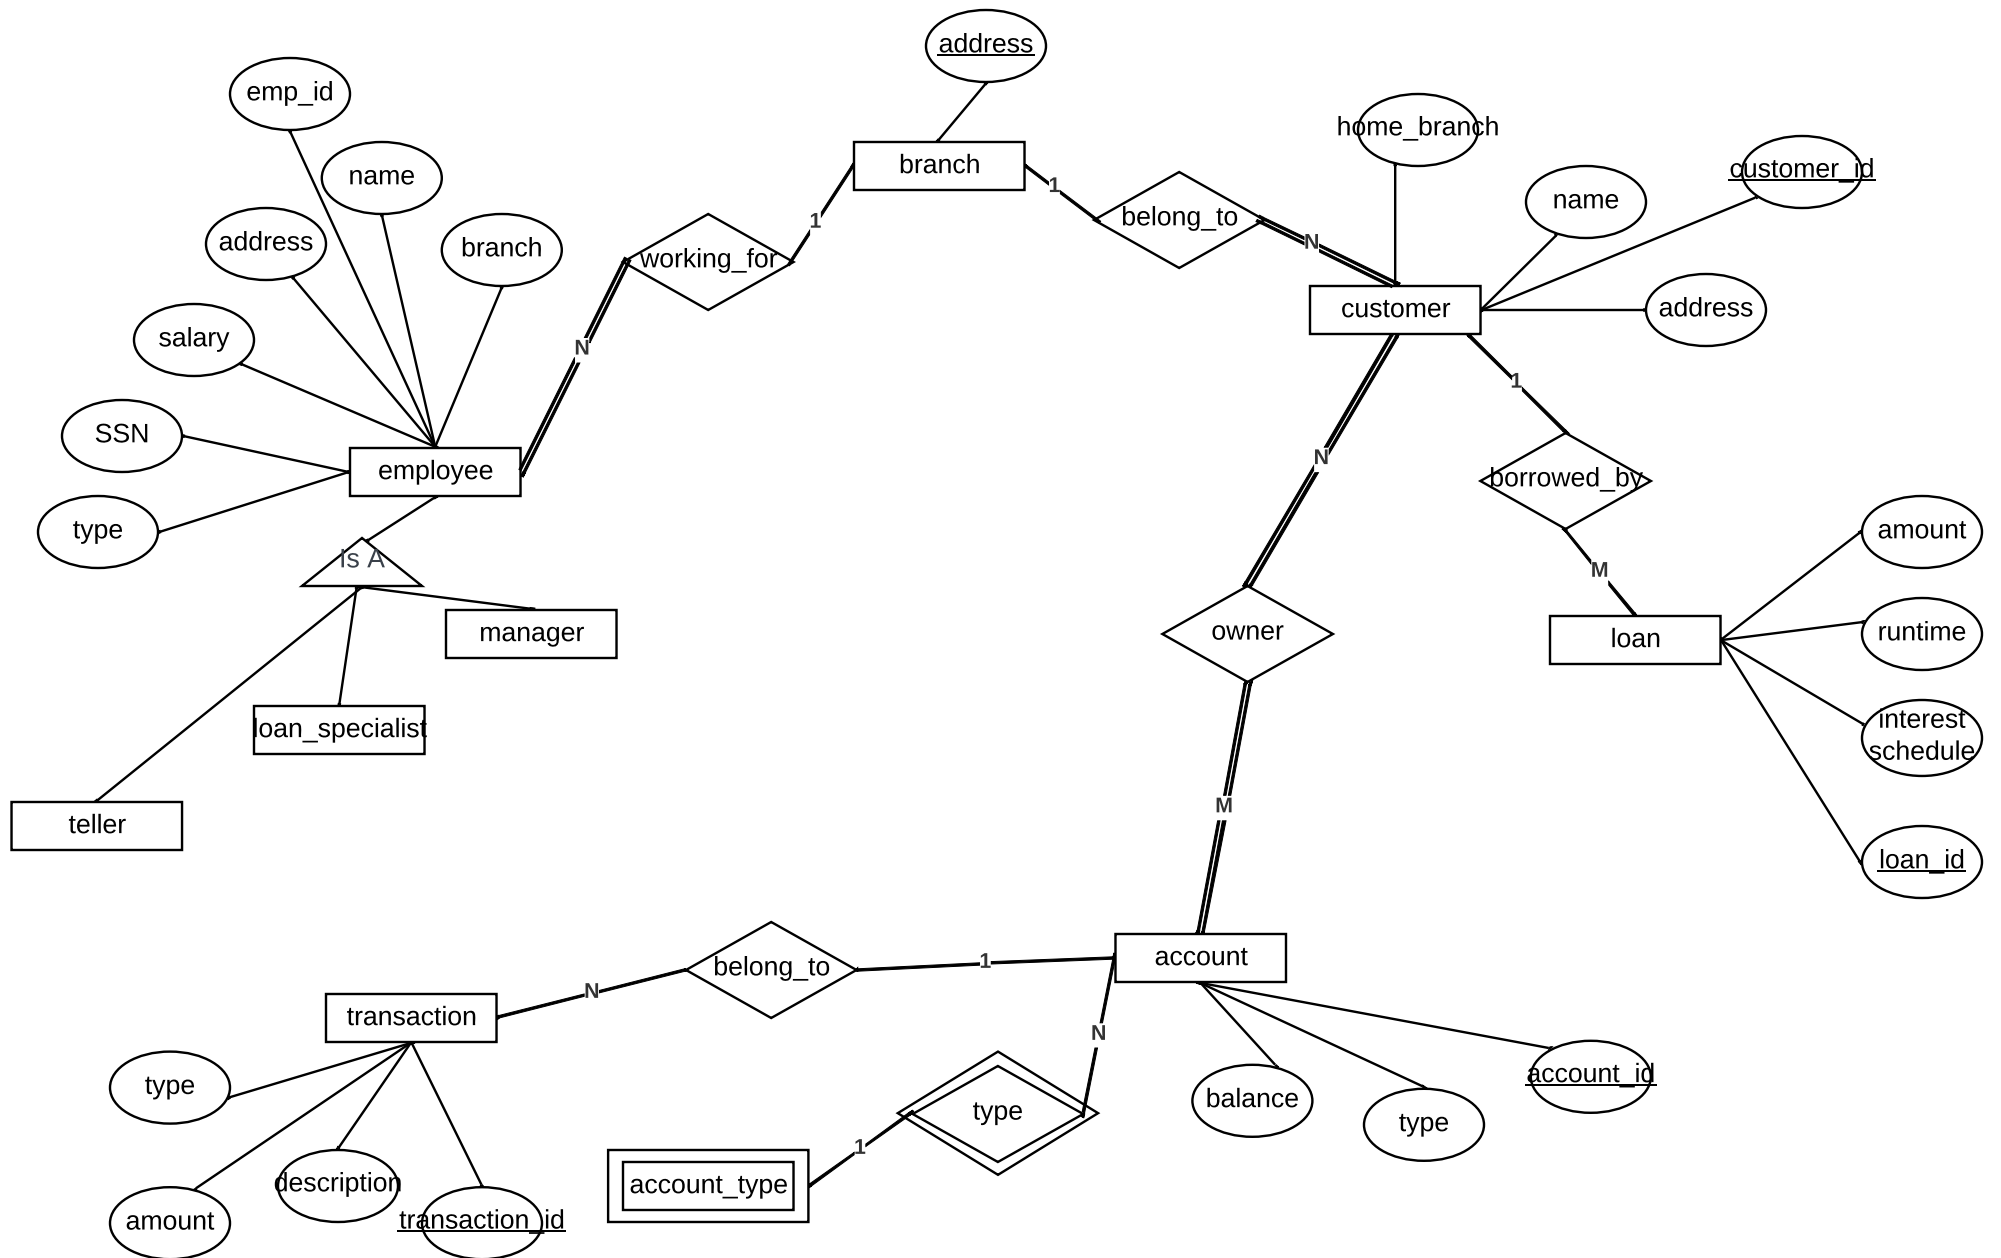 address
emp_id
home_branch
customer_id
branch
name
1
name
belong_to
1
address
branch
N
working_for
customer
address
salary
N
1
SSN
employee
N
borrowed_by
type
amount
Is A
M
manager
owner
loan
runtime
loan_specialist
interest
schedule
M
teller
loan_id
belong_to
1
account
N
transaction
N
type
type
balance
account_id
type
1
description
account_type
amount
transaction_id